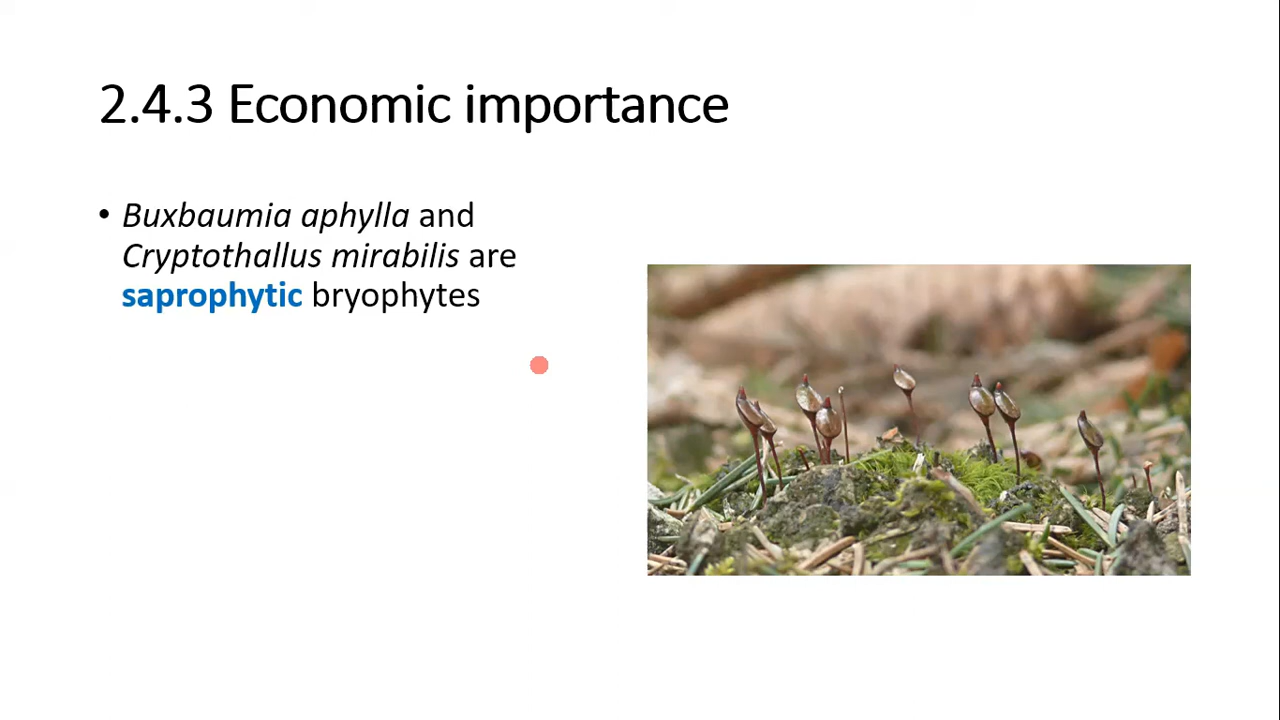 2.4.3 Economic importance
• Buxbaumia aphylla and
Cryptothallus mirabilis are
saprophytic bryophytes